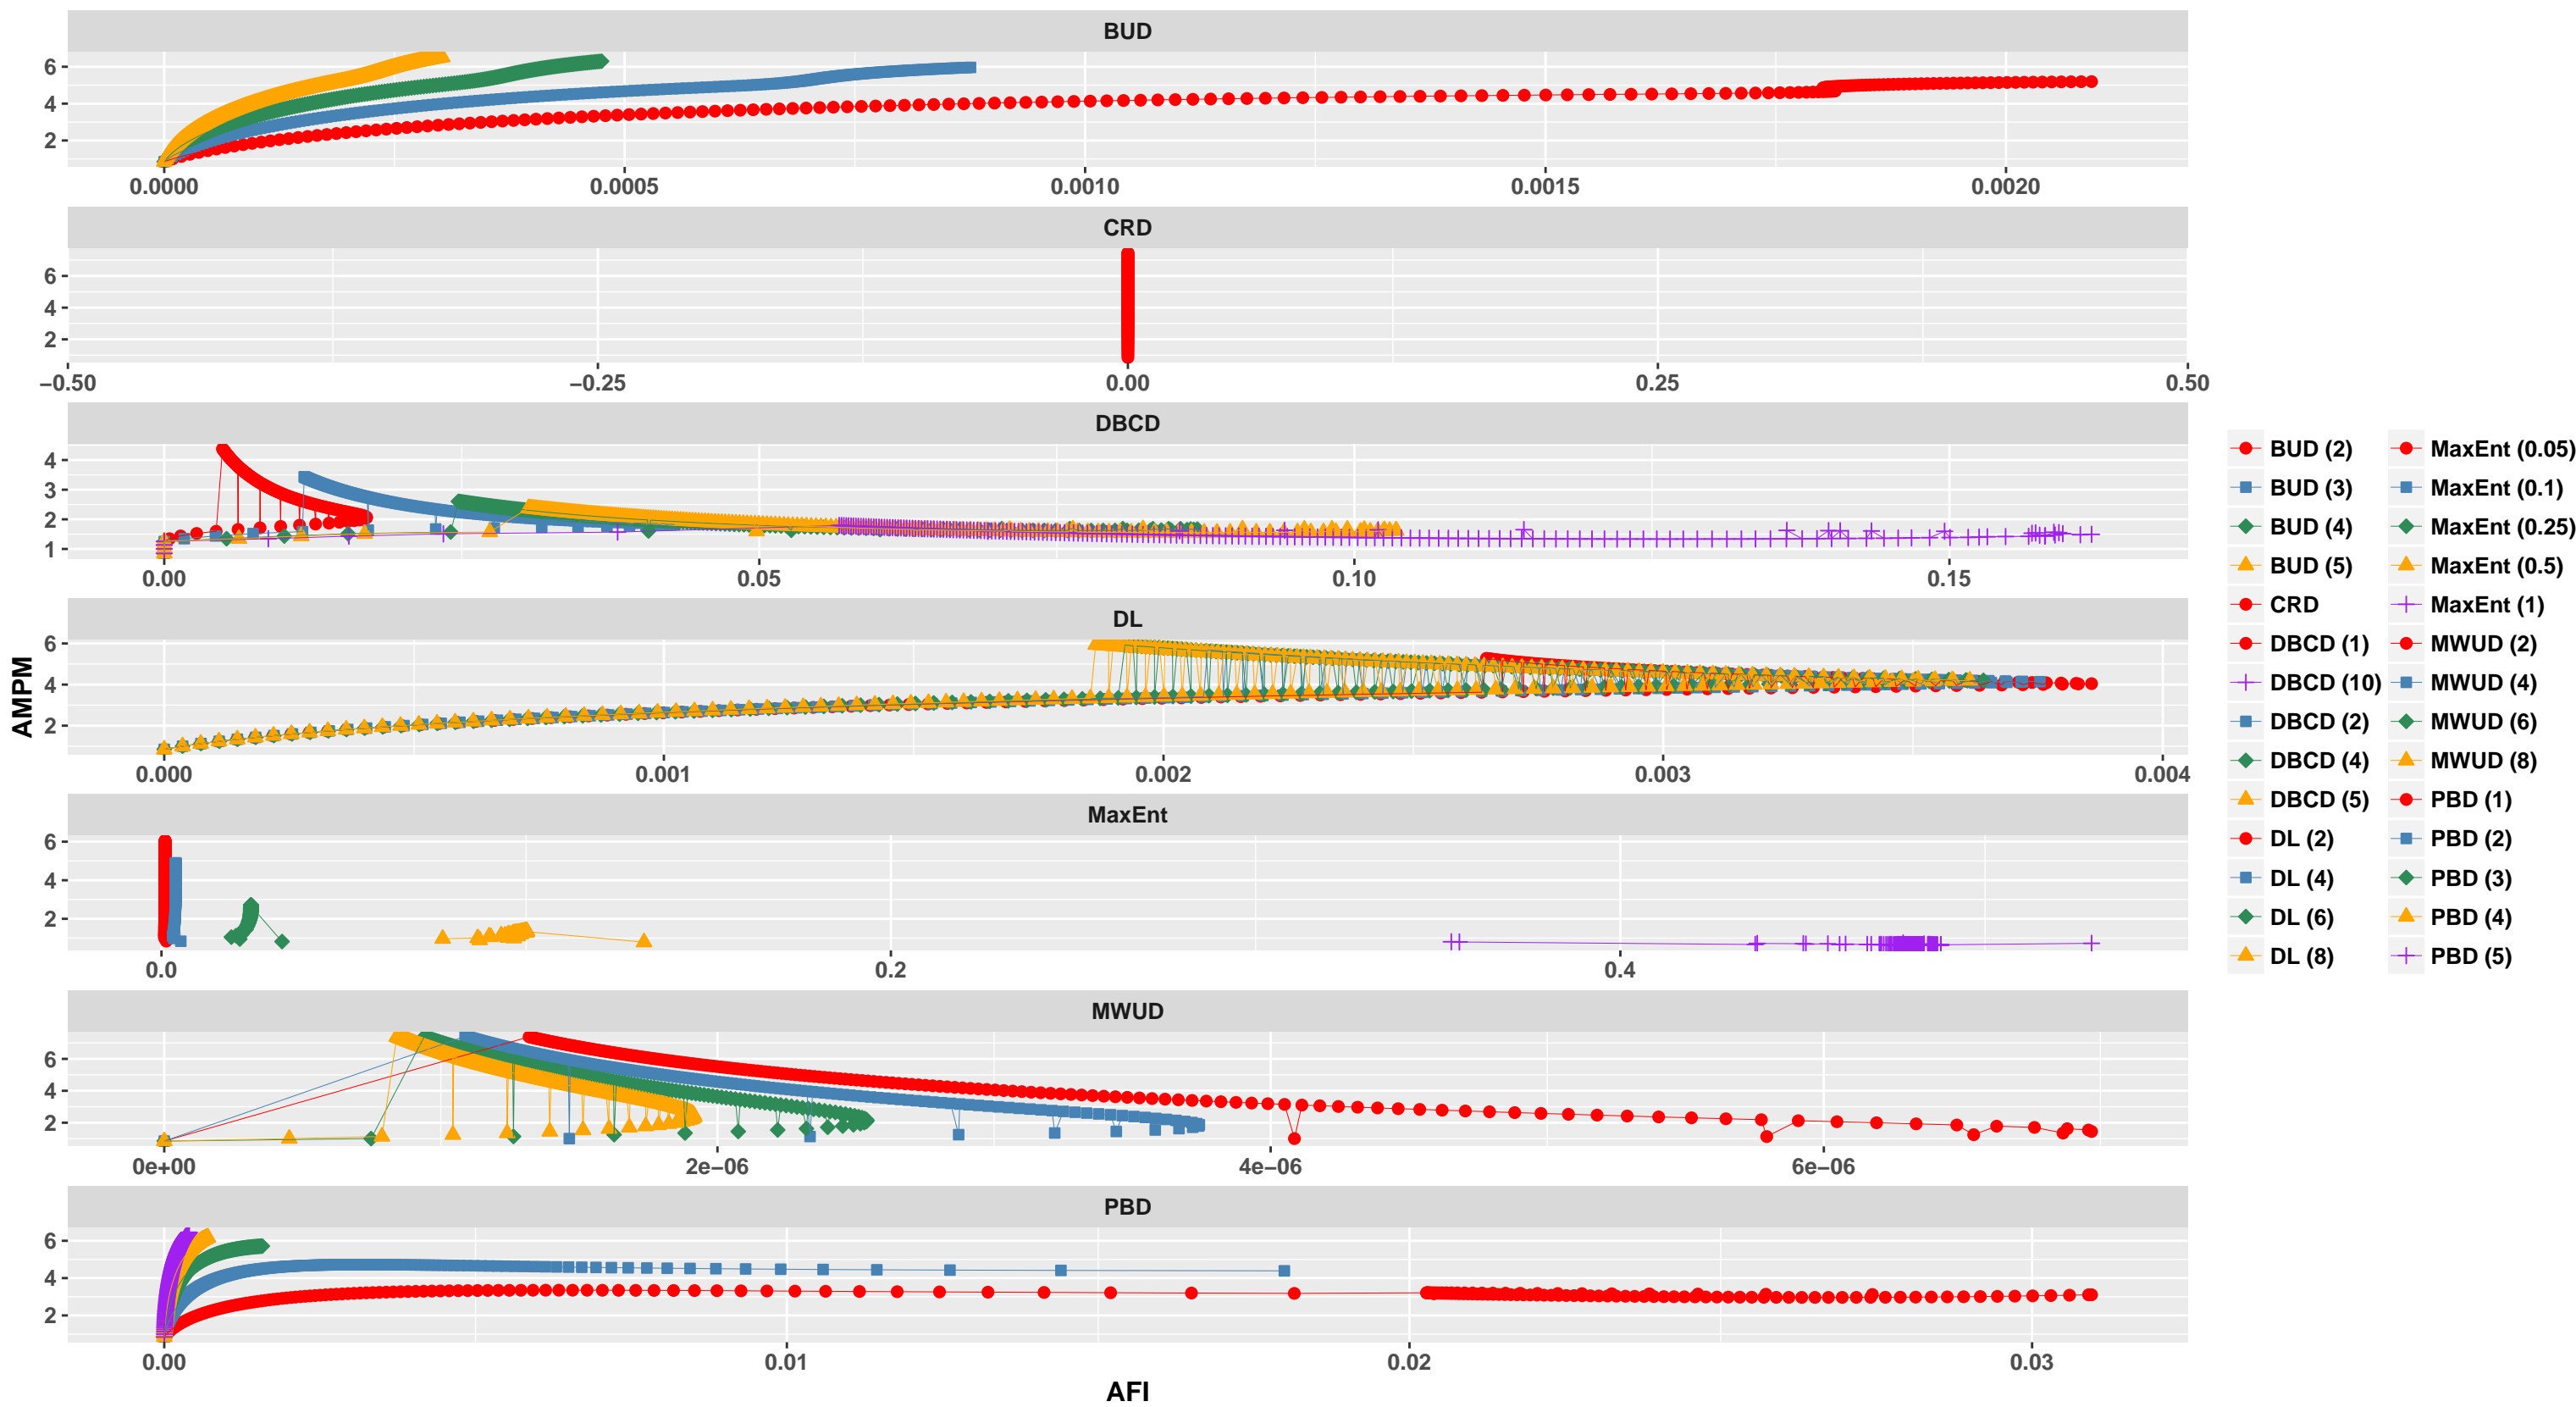 BUD
6
4
2
0.0000 0.0005 0.0010 0.0015 0.0020
CRD
6
4
2
−0.50 −0.25 0.00 0.25 0.50
DBCD
4
3
2
1
0.00 0.05 0.10 0.15
DL
6
4
2
0.000 0.001 0.002 0.003 0.004
MaxEnt
6
4
2
0.0 0.2 0.4
MWUD
6
4
2
0e+00 2e−06 4e−06 6e−06
PBD
6
4
2
0.00 0.01 0.02 0.03
AFI
AMPM
BUD (2)
BUD (3)
BUD (4)
BUD (5)
CRD
DBCD (1)
DBCD (10)
DBCD (2)
DBCD (4)
DBCD (5)
DL (2)
DL (4)
DL (6)
DL (8)
MaxEnt (0.05)
MaxEnt (0.1)
MaxEnt (0.25)
MaxEnt (0.5)
MaxEnt (1)
MWUD (2)
MWUD (4)
MWUD (6)
MWUD (8)
PBD (1)
PBD (2)
PBD (3)
PBD (4)
PBD (5)